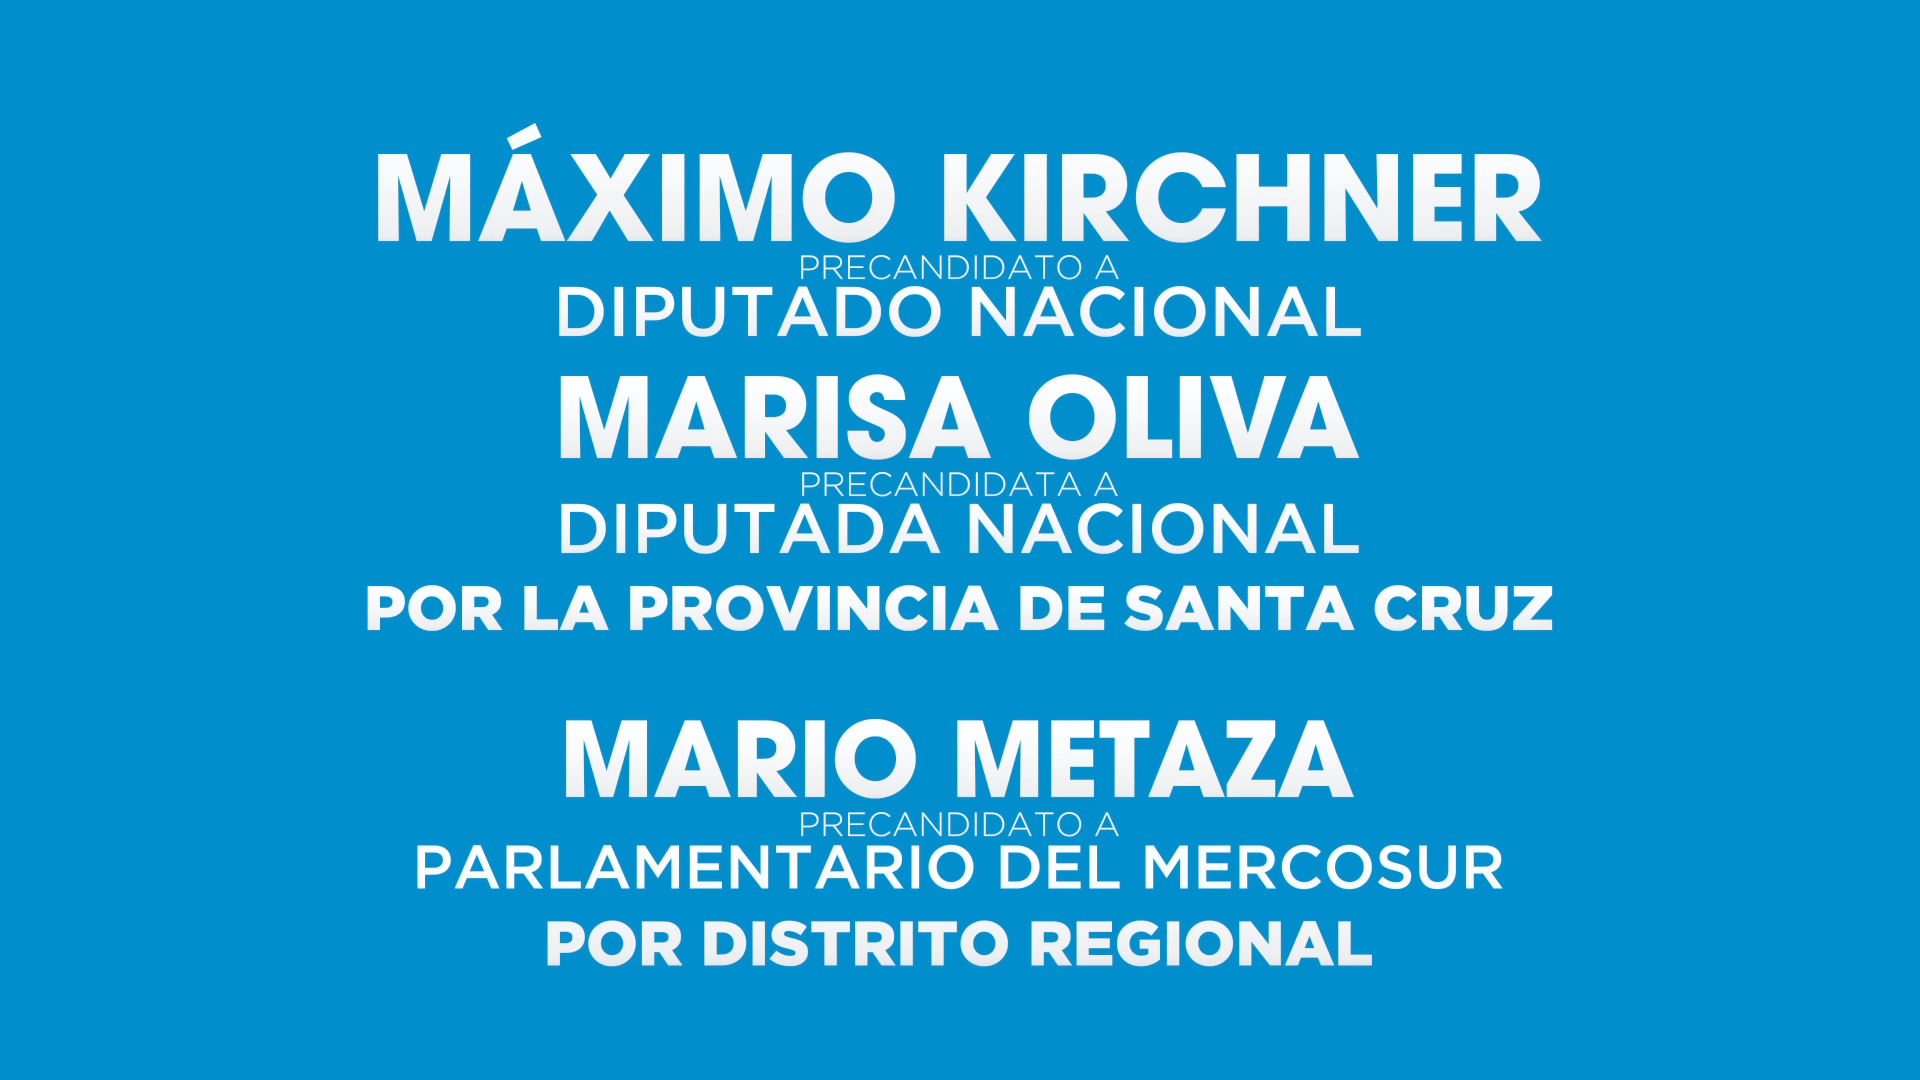 MÁXIMO KIRCHNER
PRECANDIDATO A
DIPUTADO NACIONAL
MARISA OLIVA
PRECANDIDATA A
DIPUTADA NACIONAL
POR LA PROVINCIA DE SANTA CRUZ
MARIO METAZA
PRECANDIDATO A
PARLAMENTARIO DEL MERCOSUR
POR DISTRITO REGIONAL